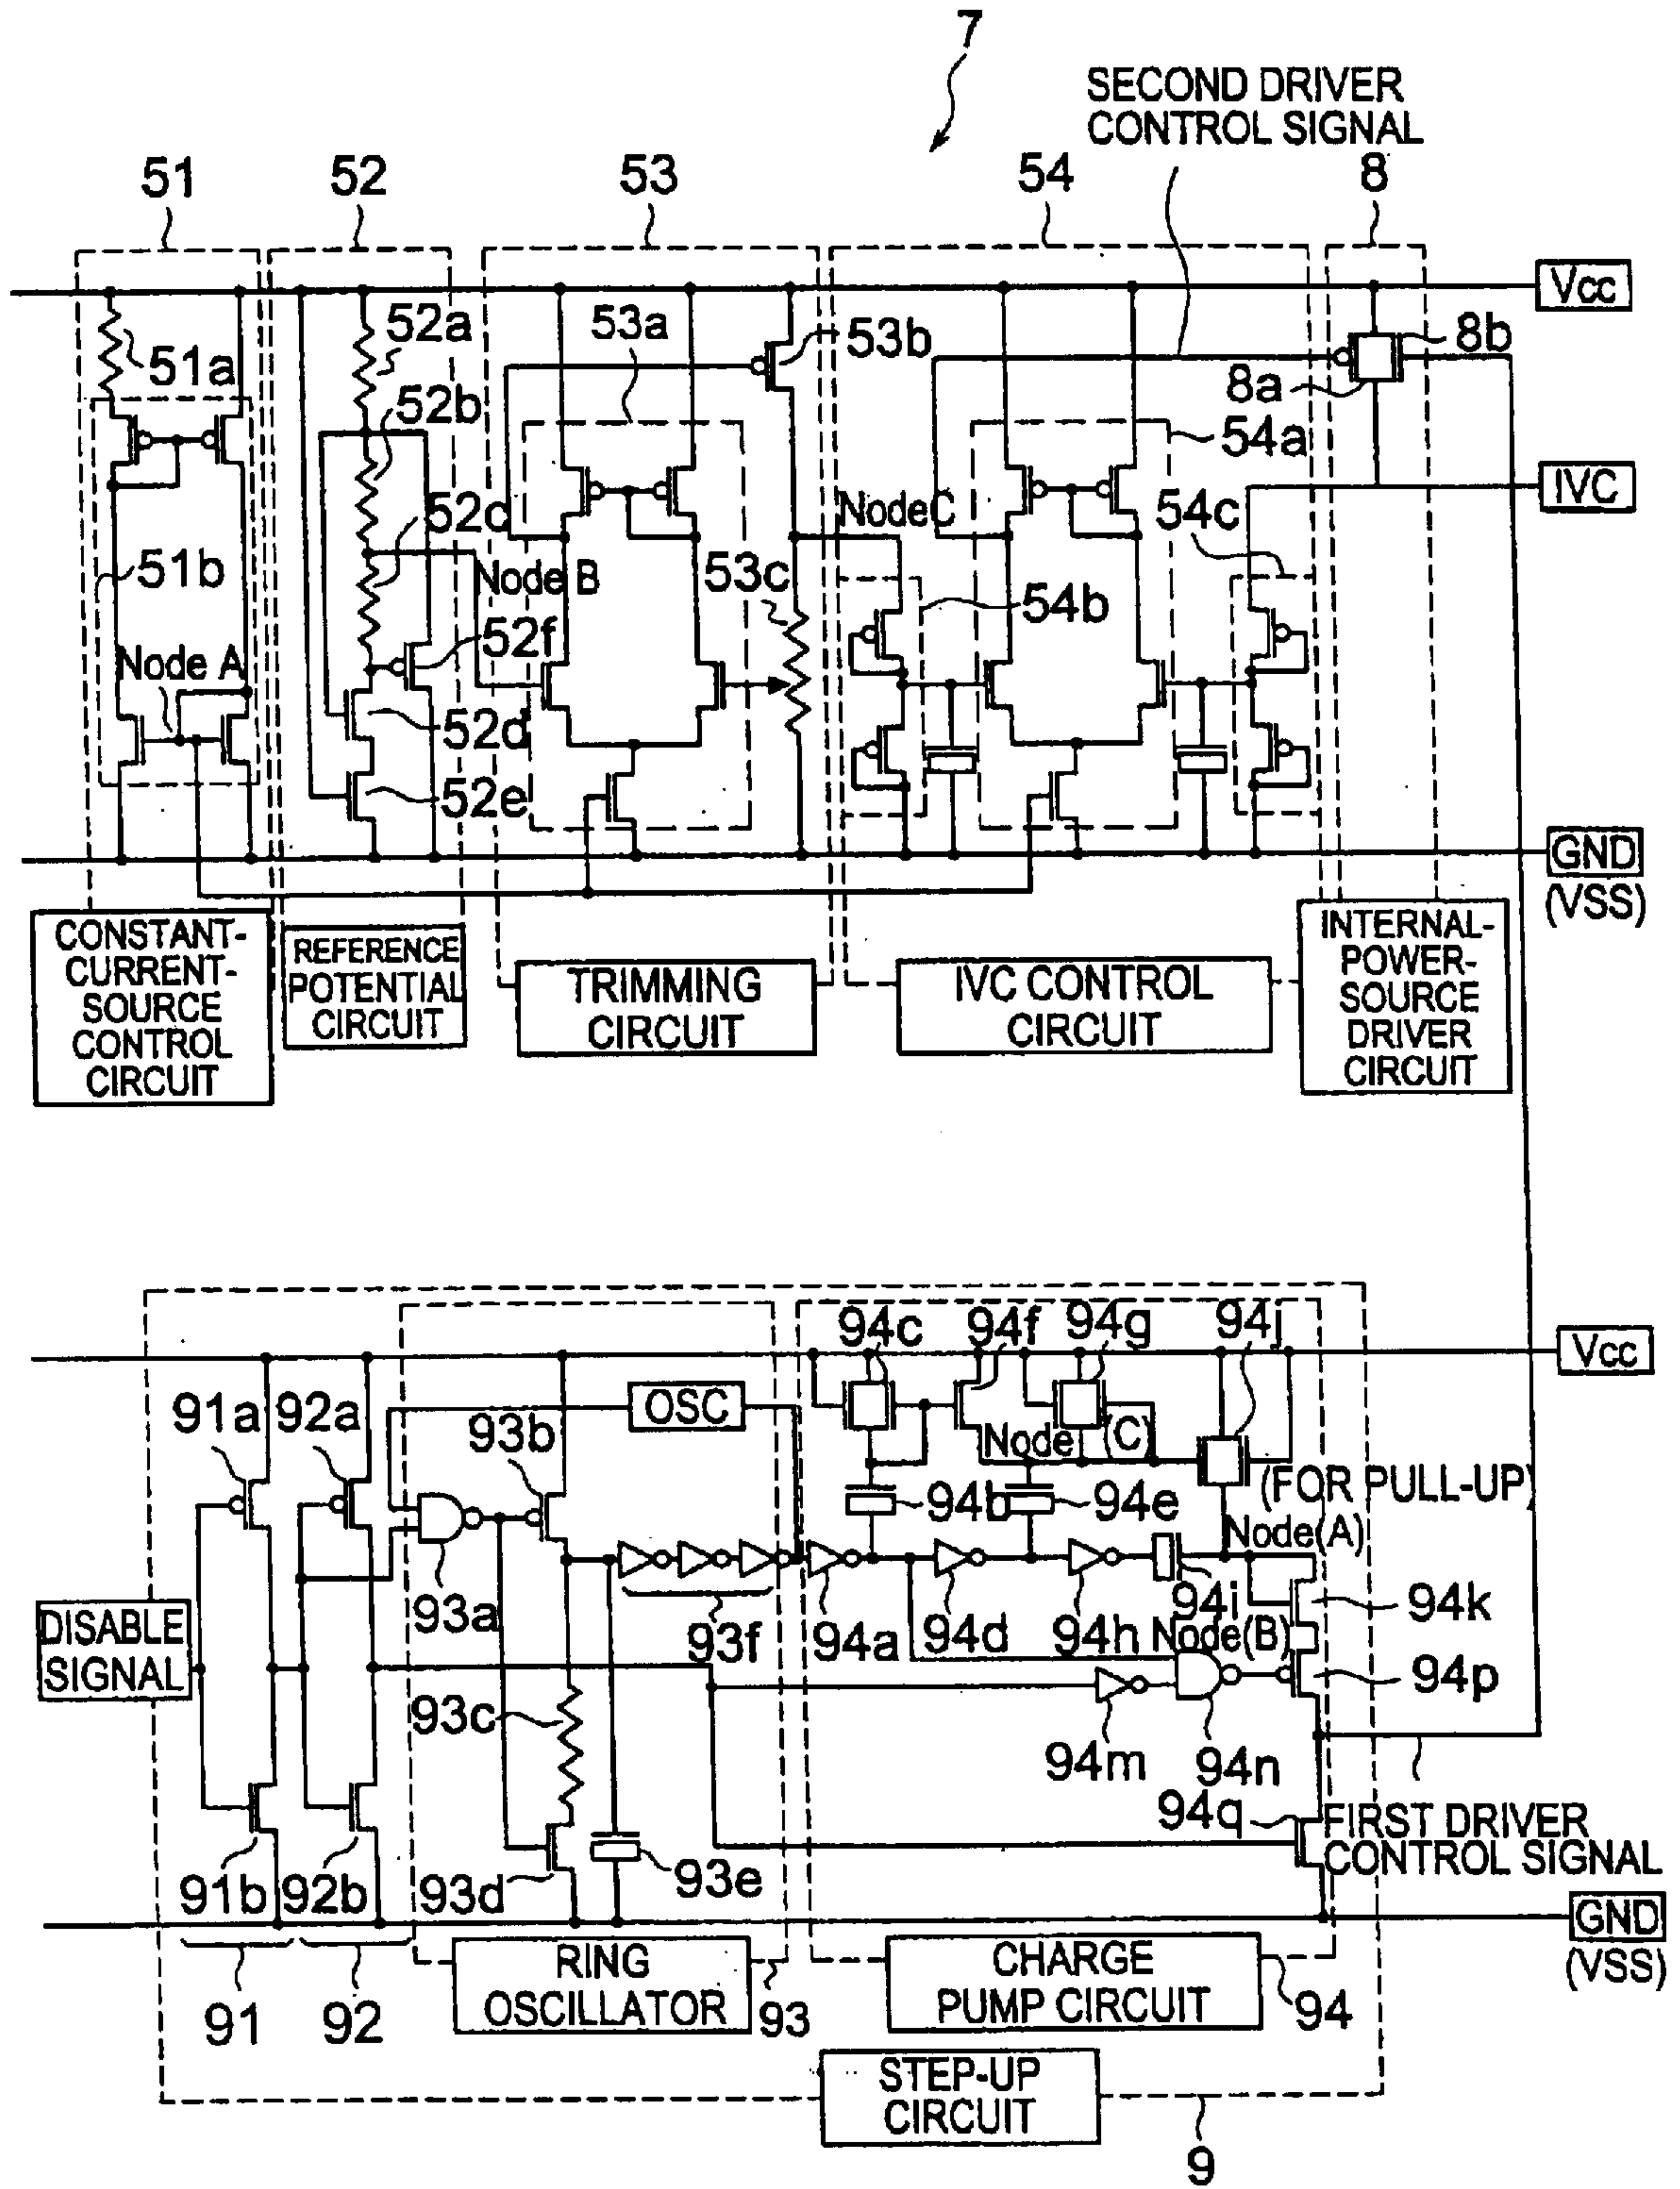 7
SECOND DRIVER
CONTROL SIGNAL
51
52
53
54
8
Vcc
51a
52a
53a
53b
8b
8a
52b
54a
52c
Node C
54c
IVC
51b
Node B
53c
54b
Node A
52f
52d
52e
GND
(VSS)
CONSTANT-
CURRENT-
SOURCE
CONTROL
CIRCUIT
REFERENCE
POTENTIAL
CIRCUIT
TRIMMING
CIRCUIT
IVC CONTROL
CIRCUIT
INTERNAL-
POWER-
SOURCE
DRIVER
CIRCUIT
94c
94f
94g
94j
Vcc
91a
92a
93b
OSC
Node (C)
94b
94e
(FOR PULL-UP)
Node(A)
93a
93f
94a
94d
94h
94i
94k
DISABLE
SIGNAL
Node(B)
94p
93c
94m
94n
94q
FIRST DRIVER
CONTROL SIGNAL
91b
92b
93d
93e
GND
(VSS)
91
92
RING
OSCILLATOR
93
CHARGE
PUMP CIRCUIT
94
STEP-UP
CIRCUIT
9